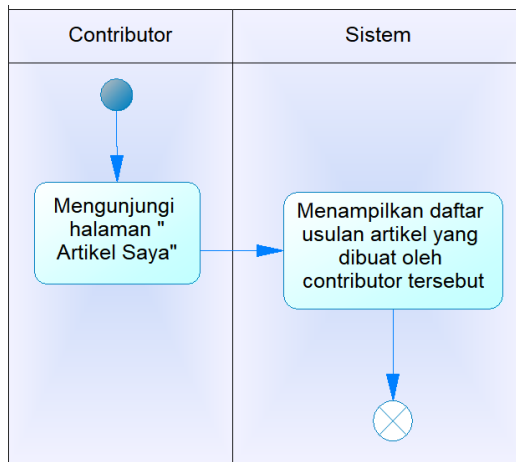 Contributor
Sistem
Mengunjungi
halaman "
Artikel Saya"
Menampilkan daftar
usulan artikel yang
dibuat oleh
contributor tersebut